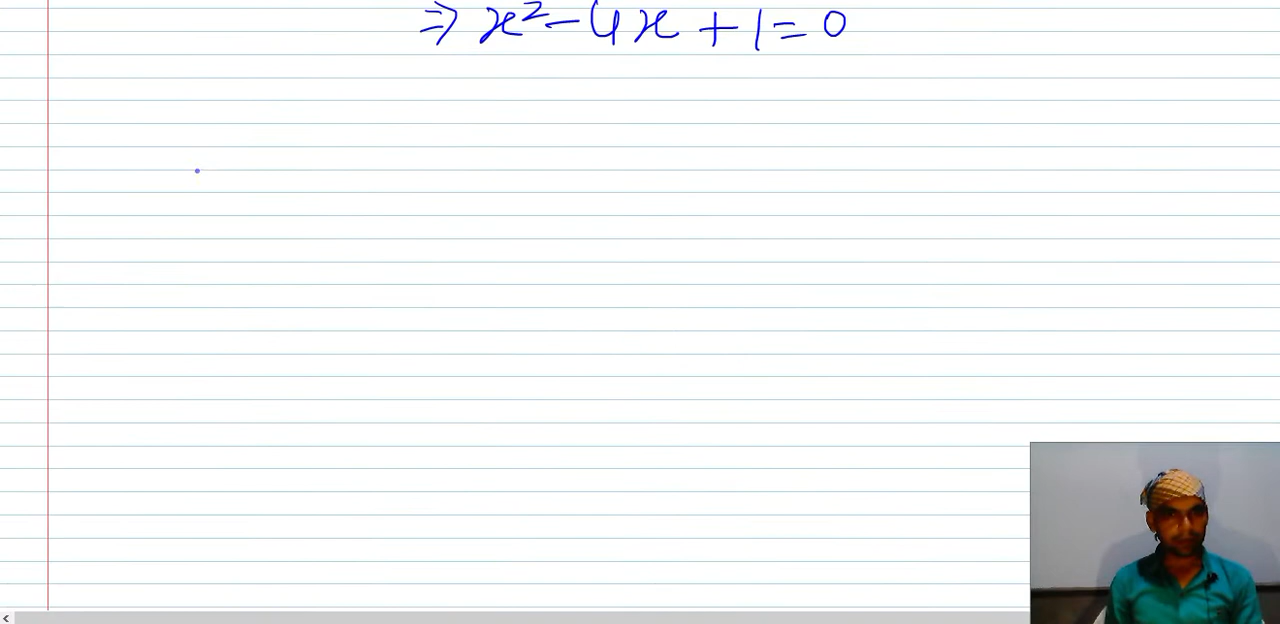 ⇒ x² - 4x + 1 = 0